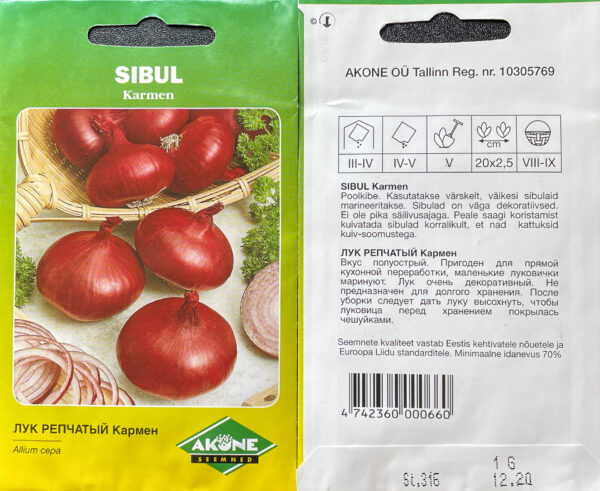 SIBUL
Karmen
ЛУК РЕПЧАТЫЙ Кармен
Allium cepa
AKONE
SEEMNED
AKONE OÜ Tallinn Reg. nr. 10305769
cm
III-IV IV-V V 20x2,5 VIII-IX
SIBUL Karmen
Poolkibe. Kasutatakse värskelt, väikesi sibulaid
marineeritakse. Sibulad on väga dekoratiivsed.
Ei ole pika säilivusajaga. Peale saagi koristamist
kuivatada sibulad korralikult, et nad kattuksid
kuiv-soomustega.
ЛУК РЕПЧАТЫЙ Кармен
Вкус полуострый. Пригоден для прямой
кухонной переработки, маленькие луковички
маринуют. Лук очень декоративный. Не
предназначен для долгого хранения. После
уборки следует дать луку высохнуть, чтобы
луковица перед хранением покрылась
чешуйками.
Seemnete kvaliteet vastab Eestis kehtivatele nõuetele ja
Euroopa Liidu standarditele. Minimaalne idanevus 70%
4 742360 000660
1 G
St.316 12.20